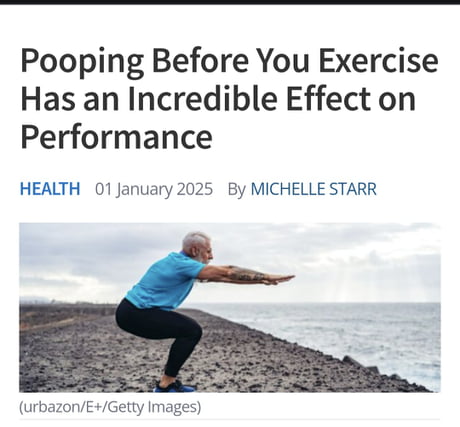 Pooping Before You Exercise
Has an Incredible Effect on
Performance
HEALTH 01 January 2025 By MICHELLE STARR
(urbazon/E+/Getty Images)